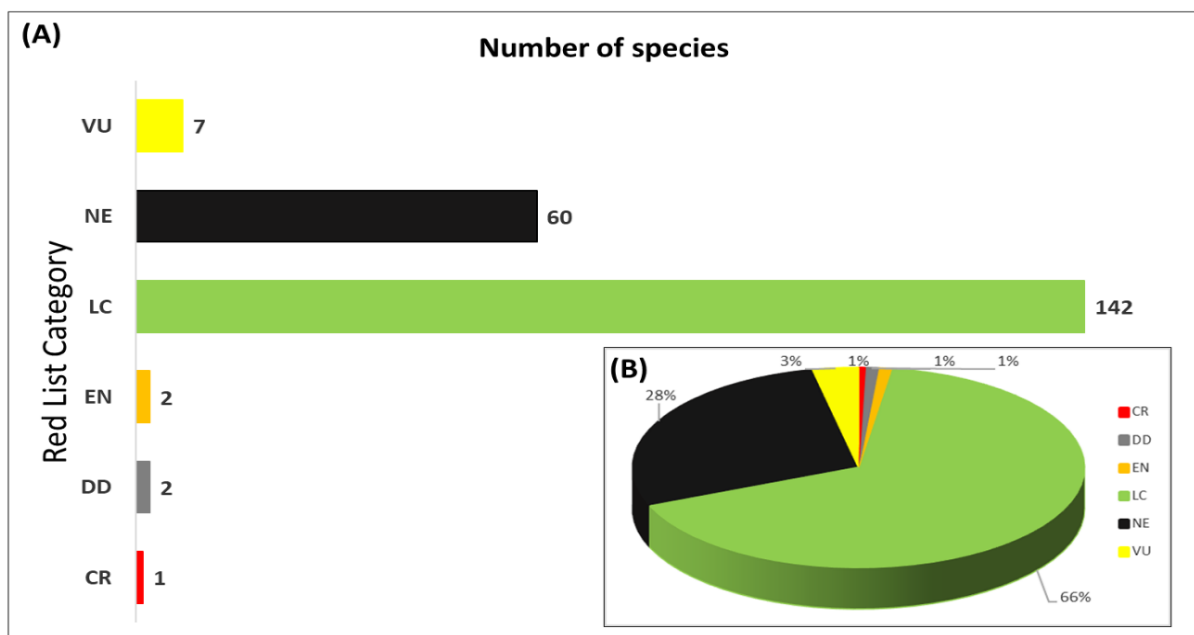 (A)
Number of species
Red List Category
VU 7
NE 60
LC 142
EN 2
DD 2
CR 1
(B)
3% 1% 1% 1%
28%
66%
CR
DD
EN
LC
NE
VU